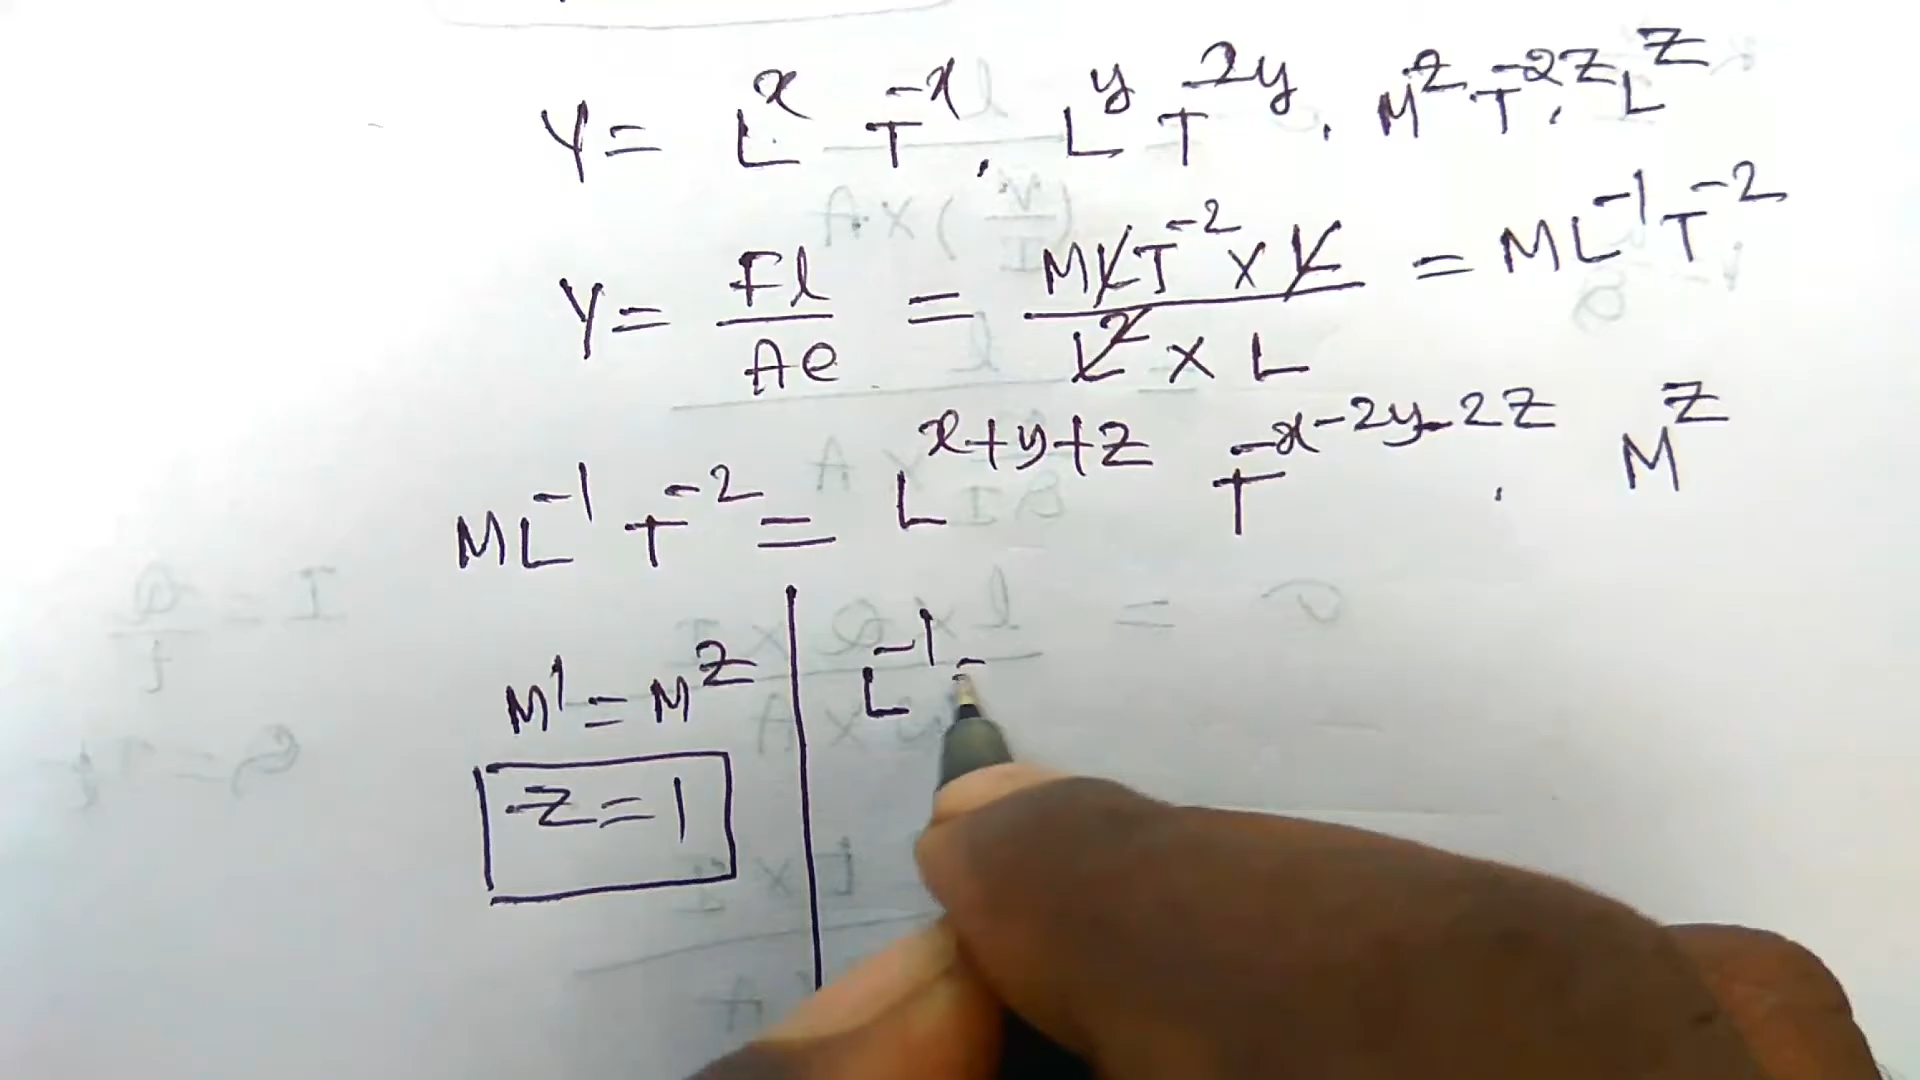 Y = L^x T^-x . L^y T^-2y . M^z . T^-2z . L^z
Y = Fl / Ae = MLT^-2 × L / L^2 × L = ML^-1 T^-2
ML^-1 T^-2 = L^x+y+z T^-x-2y-2z . M^z
M^1 = M^z
L^-1 =
z = 1